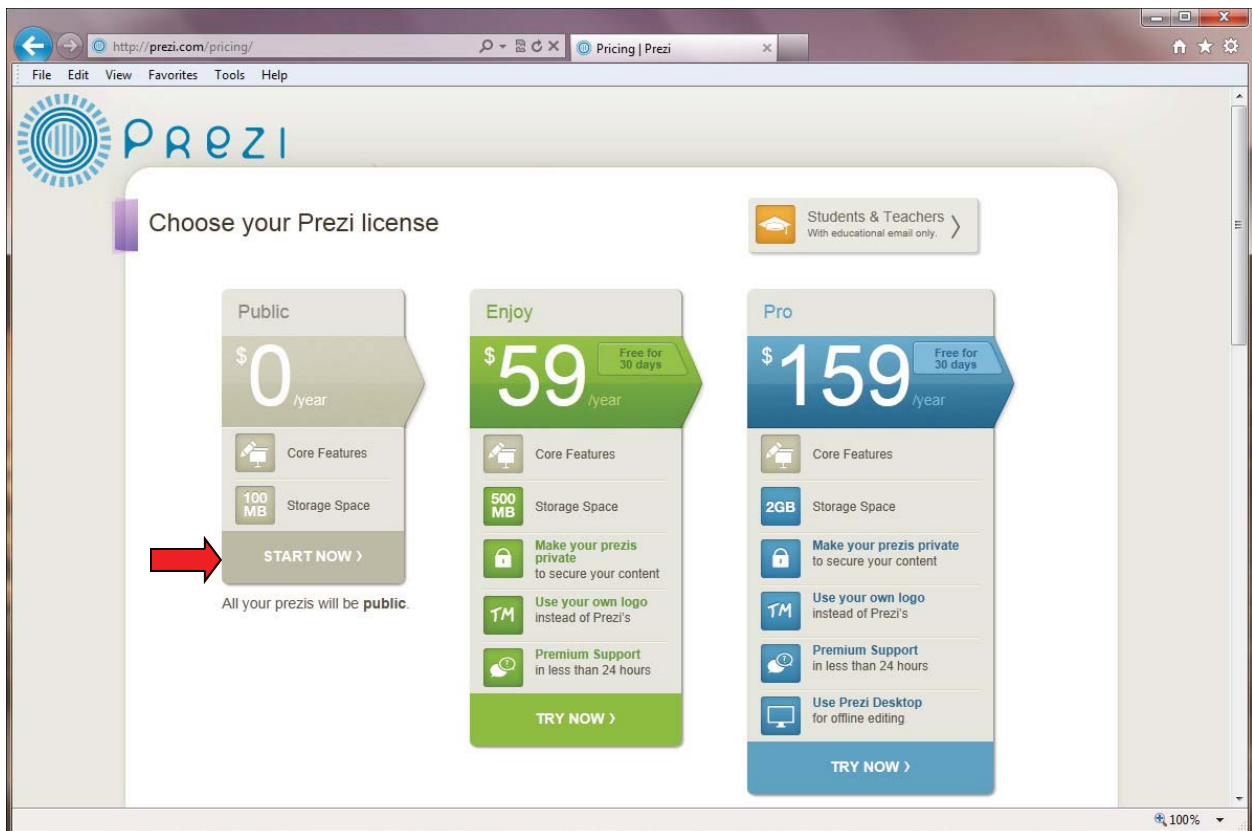 http://prezi.com/pricing/
Pricing | Prezi
File Edit View Favorites Tools Help
PREZI
Choose your Prezi license
Students & Teachers
With educational email only.
Public
$0
/year
Core Features
100 MB
Storage Space
START NOW
All your prezis will be public.
Enjoy
$59
/year
Free for
30 days
Core Features
500 MB
Storage Space
Make your prezis
private
to secure your content
TM
Use your own logo
instead of Prezi's
?
Premium Support
in less than 24 hours
TRY NOW
Pro
$159
/year
Free for
30 days
Core Features
2GB
Storage Space
Make your prezis private
to secure your content
TM
Use your own logo
instead of Prezi's
?
Premium Support
in less than 24 hours
Use Prezi Desktop
for offline editing
TRY NOW
100%